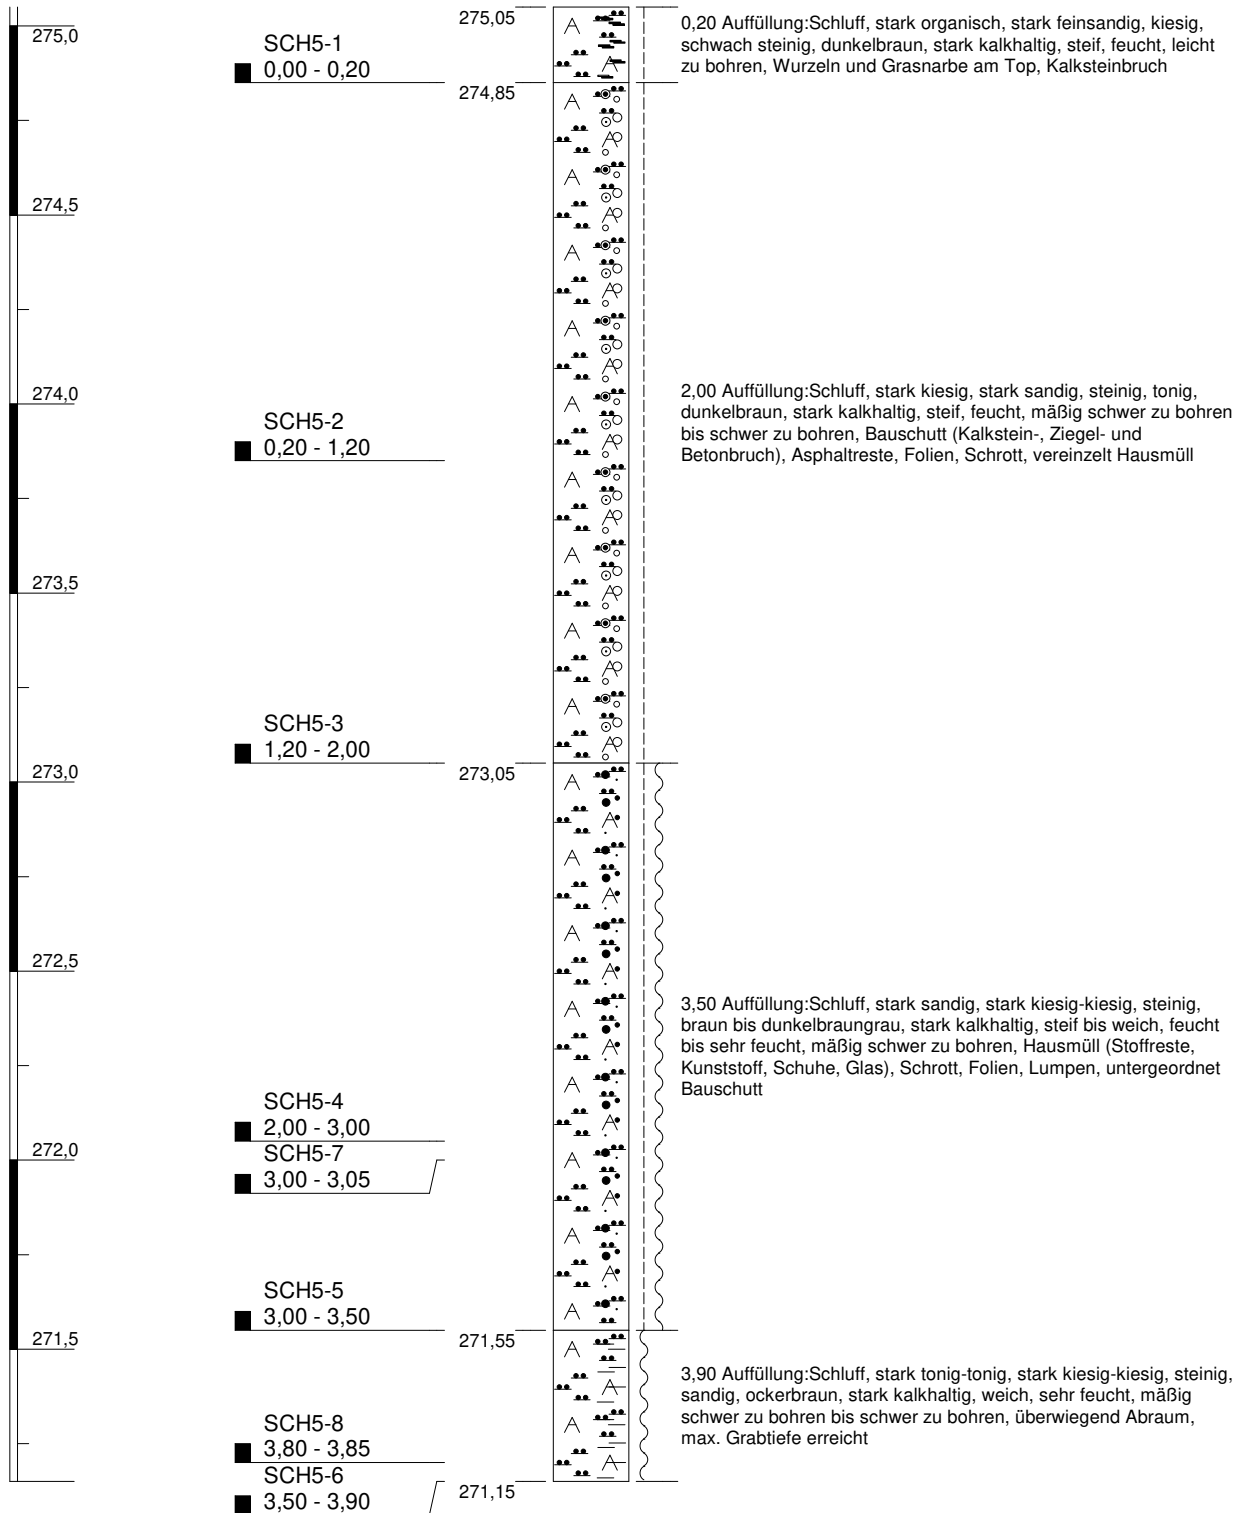 275,05
275,0
SCH5-1
0,00 - 0,20
0,20 Auffüllung:Schluff, stark organisch, stark feinsandig, kiesig,
schwach steinig, dunkelbraun, stark kalkhaltig, steif, feucht, leicht
zu bohren, Wurzeln und Grasnarbe am Top, Kalksteinbruch
274,85
274,5
274,0
SCH5-2
0,20 - 1,20
2,00 Auffüllung:Schluff, stark kiesig, stark sandig, steinig, tonig,
dunkelbraun, stark kalkhaltig, steif, feucht, mäßig schwer zu bohren
bis schwer zu bohren, Bauschutt (Kalkstein-, Ziegel- und
Betonbruch), Asphaltreste, Folien, Schrott, vereinzelt Hausmüll
273,5
SCH5-3
1,20 - 2,00
273,0
273,05
272,5
3,50 Auffüllung:Schluff, stark sandig, stark kiesig-kiesig, steinig,
braun bis dunkelbraungrau, stark kalkhaltig, steif bis weich, feucht
bis sehr feucht, mäßig schwer zu bohren, Hausmüll (Stoffreste,
Kunststoff, Schuhe, Glas), Schrott, Folien, Lumpen, untergeordnet
Bauschutt
SCH5-4
2,00 - 3,00
272,0
SCH5-7
3,00 - 3,05
SCH5-5
3,00 - 3,50
271,5
271,55
3,90 Auffüllung:Schluff, stark tonig-tonig, stark kiesig-kiesig, steinig,
sandig, ockerbraun, stark kalkhaltig, weich, sehr feucht, mäßig
schwer zu bohren bis schwer zu bohren, überwiegend Abraum,
max. Grabtiefe erreicht
SCH5-8
3,80 - 3,85
SCH5-6
3,50 - 3,90
271,15